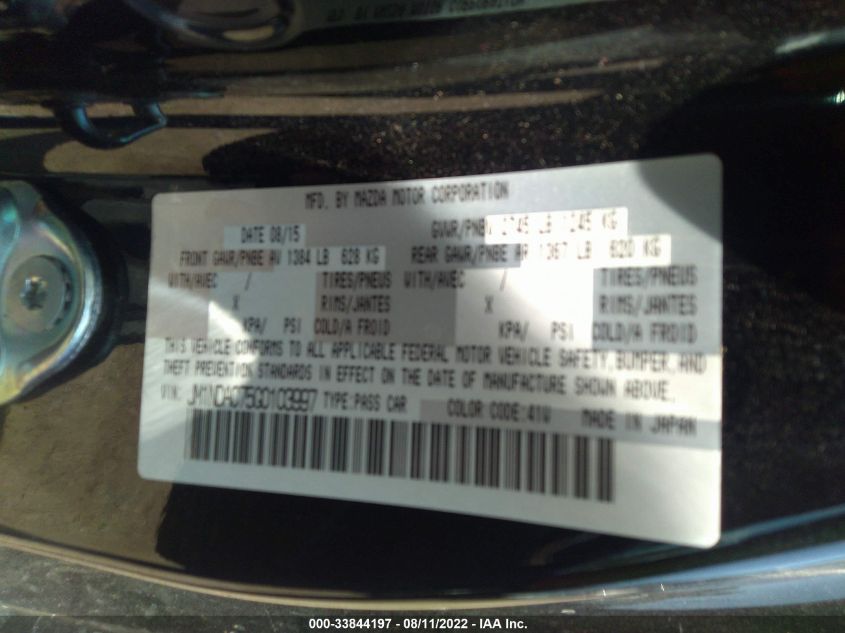 MFD. BY MAZDA MOTOR CORPORATION
DATE 08/15 GVWR/PNBV 2745 LB 1245 KG
FRONT GAWR/PNBE AV 1384 LB 628 KG REAR GAWR/PNBE AR 1367 LB 620 KG
WITH/AVEC / TIRES/PNEUS WITH/AVEC / TIRES/PNEUS
X RIMS/JANTES X RIMS/JANTES
KPA/ PSI COLD/A FROID KPA/ PSI COLD/A FROID
THIS VEHICLE CONFORMS TO ALL APPLICABLE FEDERAL MOTOR VEHICLE SAFETY, BUMPER, AND
THEFT PREVENTION STANDARDS IN EFFECT ON THE DATE OF MANUFACTURE SHOWN ABOVE.
VIN: JM1NDAC75G0103997 TYPE:PASS CAR COLOR CODE:41W MADE IN JAPAN
000-33844197 - 08/11/2022 - IAA Inc.